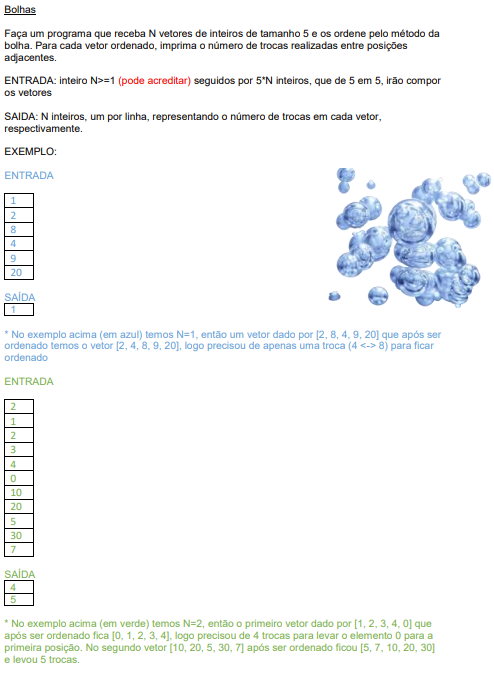 Bolhas
Faça um programa que receba N vetores de inteiros de tamanho 5 e os ordene pelo método da
bolha. Para cada vetor ordenado, imprima o número de trocas realizadas entre posições
adjacentes.
ENTRADA: inteiro N>=1 (pode acreditar) seguidos por 5*N inteiros, que de 5 em 5, irão compor
os vetores
SAIDA: N inteiros, um por linha, representando o número de trocas em cada vetor,
respectivamente.
EXEMPLO:
ENTRADA
1
2
8
4
9
20
SAÍDA
1
* No exemplo acima (em azul) temos N=1, então um vetor dado por [2, 8, 4, 9, 20] que após ser
ordenado temos o vetor [2, 4, 8, 9, 20], logo precisou de apenas uma troca (4 <-> 8) para ficar
ordenado
ENTRADA
2
1
2
3
4
0
10
20
5
30
7
SAÍDA
4
5
* No exemplo acima (em verde) temos N=2, então o primeiro vetor dado por [1, 2, 3, 4, 0] que
após ser ordenado fica [0, 1, 2, 3, 4], logo precisou de 4 trocas para levar o elemento 0 para a
primeira posição. No segundo vetor [10, 20, 5, 30, 7] após ser ordenado ficou [5, 7, 10, 20, 30]
e levou 5 trocas.